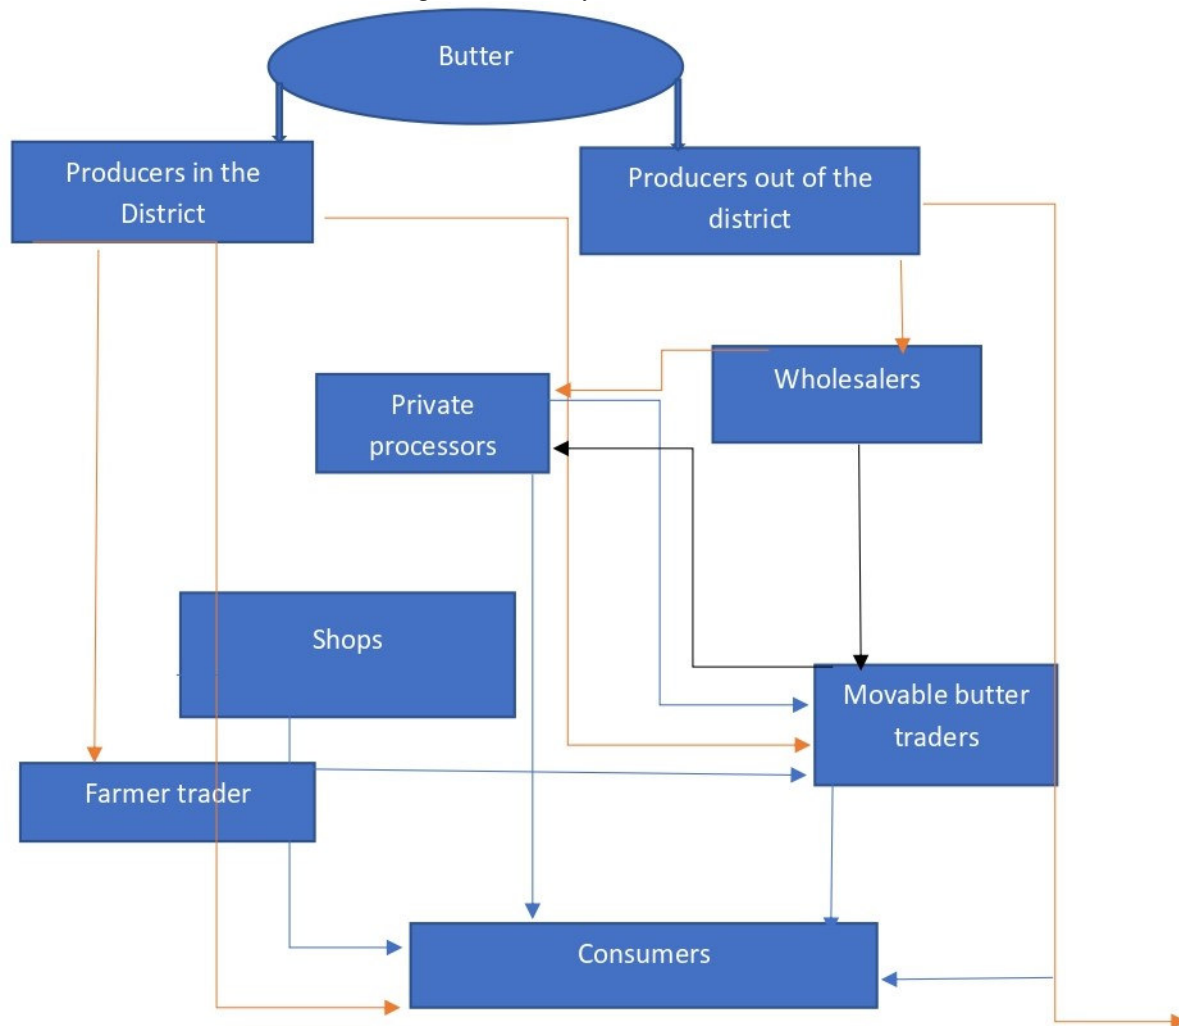 Butter
Producers in the
District
Producers out of the
district
Wholesalers
Private
processors
Shops
Movable butter
traders
Farmer trader
Consumers